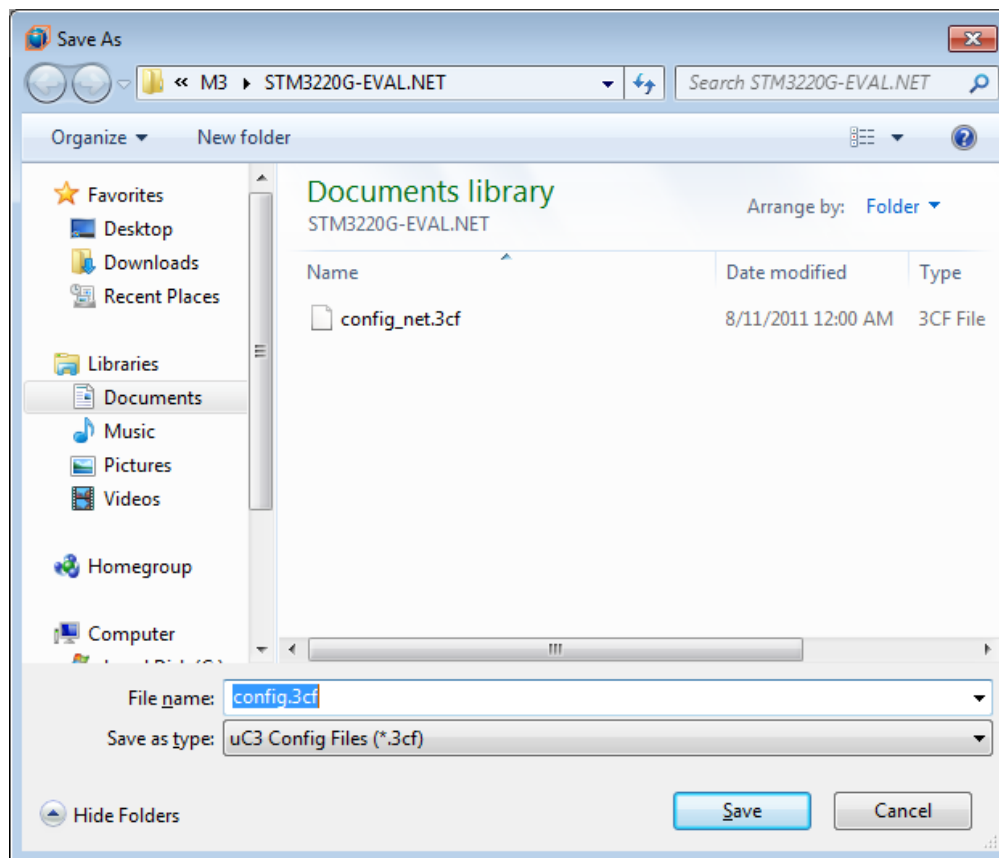 Save As
« M3 ▸ STM3220G-EVAL.NET
Search STM3220G-EVAL.NET
Organize
New folder
Favorites
Desktop
Downloads
Recent Places
Libraries
Documents
Music
Pictures
Videos
Homegroup
Computer
Documents library
STM3220G-EVAL.NET
Arrange by: Folder
Name Date modified Type
config_net.3cf 8/11/2011 12:00 AM 3CF File
File name: config.3cf
Save as type: uC3 Config Files (*.3cf)
Hide Folders
Save
Cancel